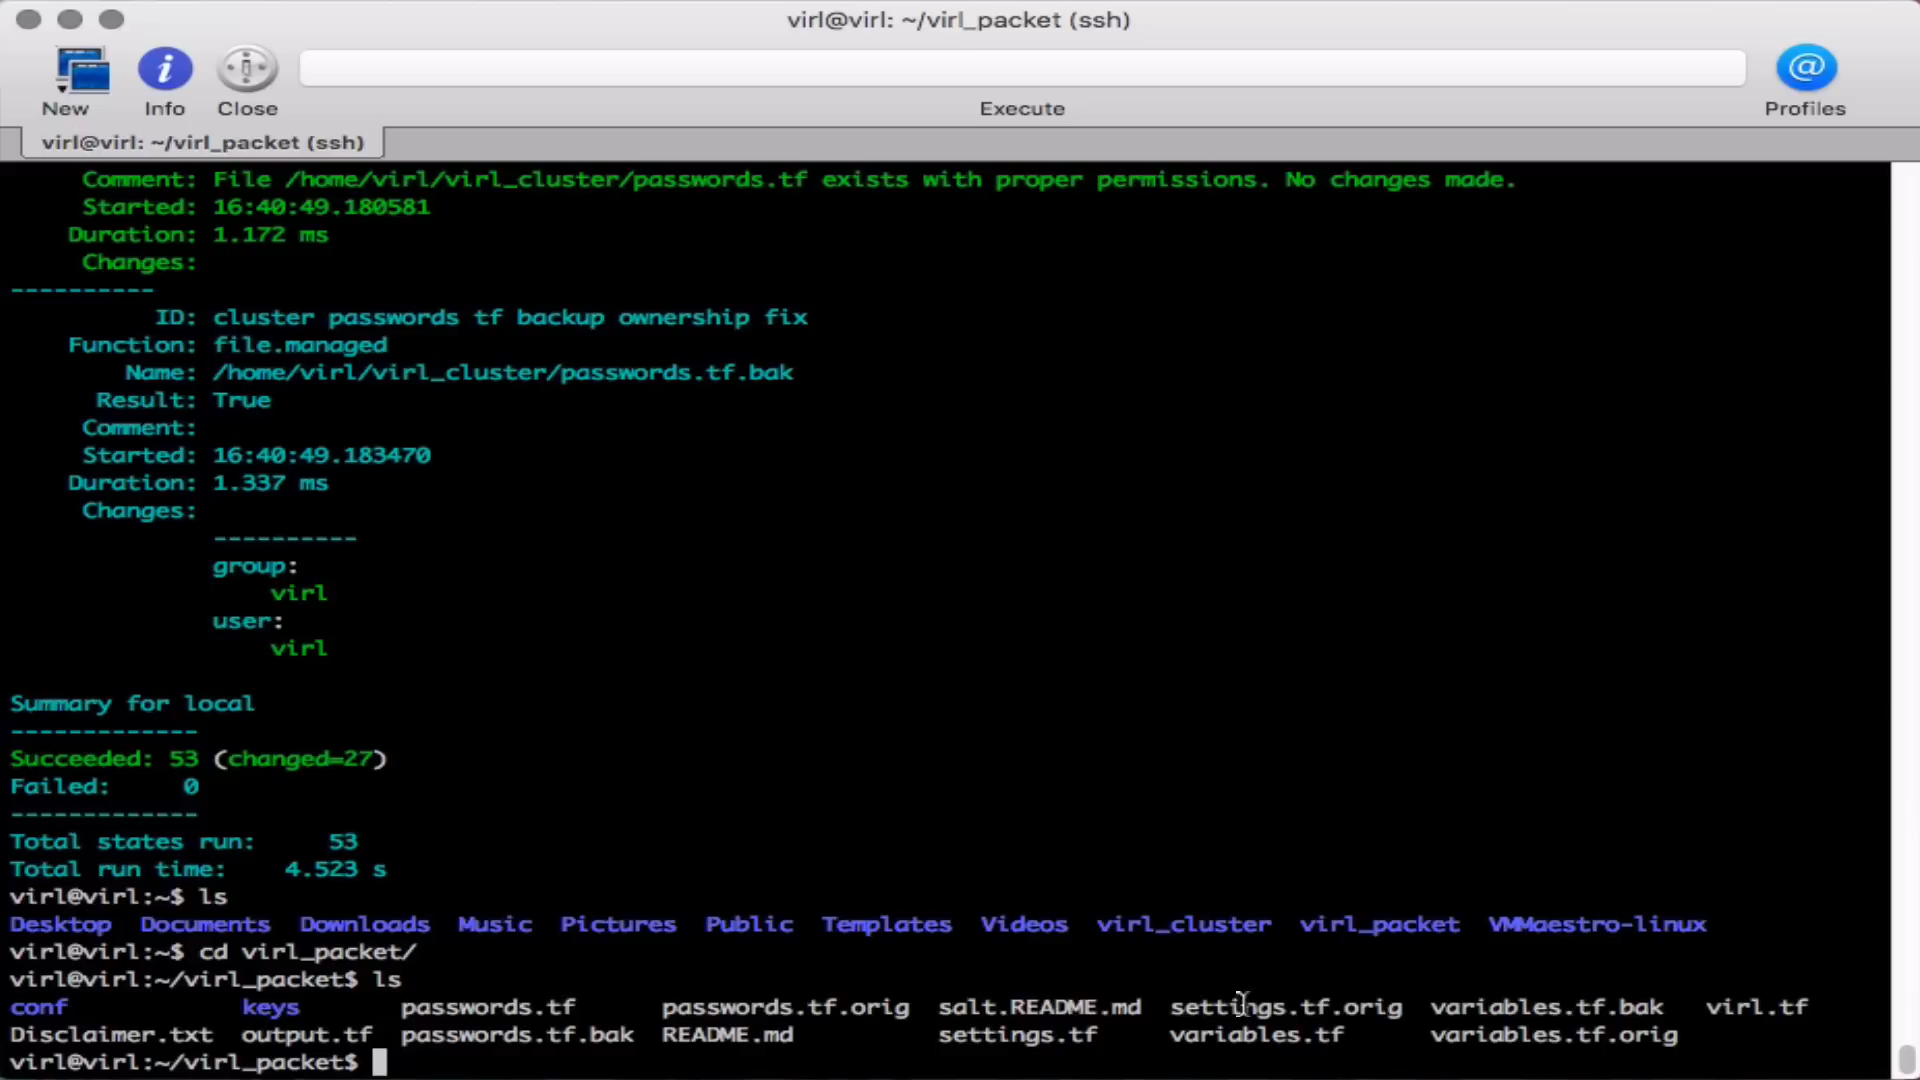 virl@virl: ~/virl_packet (ssh)
New Info Close Execute Profiles
virl@virl: ~/virl_packet (ssh)
Comment: File /home/virl/virl_cluster/passwords.tf exists with proper permissions. No changes made.
Started: 16:40:49.180581
Duration: 1.172 ms
Changes:
----------
ID: cluster passwords tf backup ownership fix
Function: file.managed
Name: /home/virl/virl_cluster/passwords.tf.bak
Result: True
Comment:
Started: 16:40:49.183470
Duration: 1.337 ms
Changes:
----------
group:
virl
user:
virl
Summary for local
-------------
Succeeded: 53 (changed=27)
Failed: 0
-------------
Total states run: 53
Total run time: 4.523 s
virl@virl:~$ ls
Desktop Documents Downloads Music Pictures Public Templates Videos virl_cluster virl_packet VMMaestro-linux
virl@virl:~$ cd virl_packet/
virl@virl:~/virl_packet$ ls
conf keys passwords.tf passwords.tf.orig salt.README.md settings.tf.orig variables.tf.bak virl.tf
Disclaimer.txt output.tf passwords.tf.bak README.md settings.tf variables.tf variables.tf.orig
virl@virl:~/virl_packet$